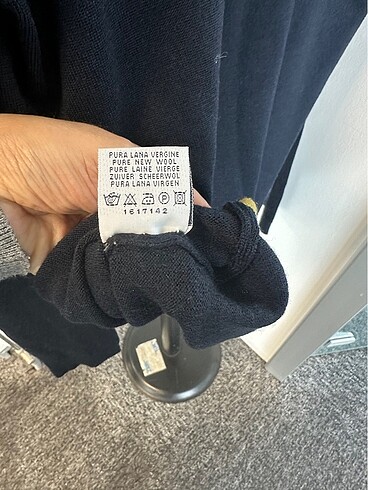 PURA LANA VERGINE
PURE NEW WOOL
PURE LAINE VIERGE
ZUIVER SCHEERWOL
PURA LANA VIRGEN
P
1617142